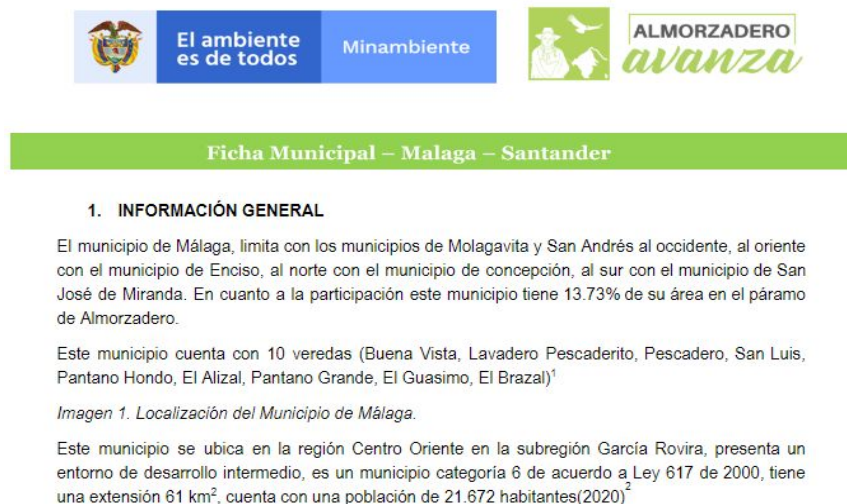 El ambiente
es de todos
Minambiente
ALMORZADERO
avanza
Ficha Municipal – Malaga – Santander
1. INFORMACIÓN GENERAL
El municipio de Málaga, limita con los municipios de Molagavita y San Andrés al occidente, al oriente
con el municipio de Enciso, al norte con el municipio de concepción, al sur con el municipio de San
José de Miranda. En cuanto a la participación este municipio tiene 13.73% de su área en el páramo
de Almorzadero.
Este municipio cuenta con 10 veredas (Buena Vista, Lavadero Pescaderito, Pescadero, San Luis,
Pantano Hondo, El Alizal, Pantano Grande, El Guasimo, El Brazal)¹
Imagen 1. Localización del Municipio de Málaga.
Este municipio se ubica en la región Centro Oriente en la subregión García Rovira, presenta un
entorno de desarrollo intermedio, es un municipio categoría 6 de acuerdo a Ley 617 de 2000, tiene
una extensión 61 km², cuenta con una población de 21.672 habitantes(2020)²